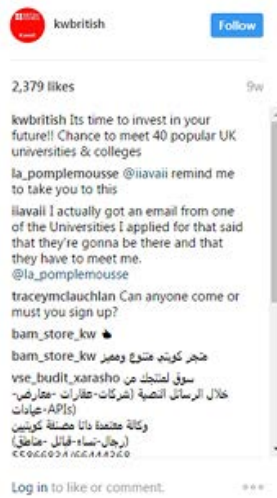 kwbritish
Follow
2,379 likes
9w
kwbritish Its time to invest in your
future!! Chance to meet 40 popular UK
universities & colleges
la_pomplemousse @iiavaii remind me
to take you to this
iiavaii I actually got an email from one
of the Universities I applied for that said
that they're gonna be there and that
they have to meet me.
@la_pomplemousse
traceymclauchlan Can anyone come or
must you sign up?
bam_store_kw
bam_store_kw متجر كويتي متنوع ومميز
vse_budit_xarasho سوق لمنتجك من
خلال الرسائل النصية (شركات-عقارات -معارض-
عيادات-APIs)
وكالة معتمدة داتا مصنفة كويتيين
(رجال-نساء-قبائل -مناطق)
Log in to like or comment.